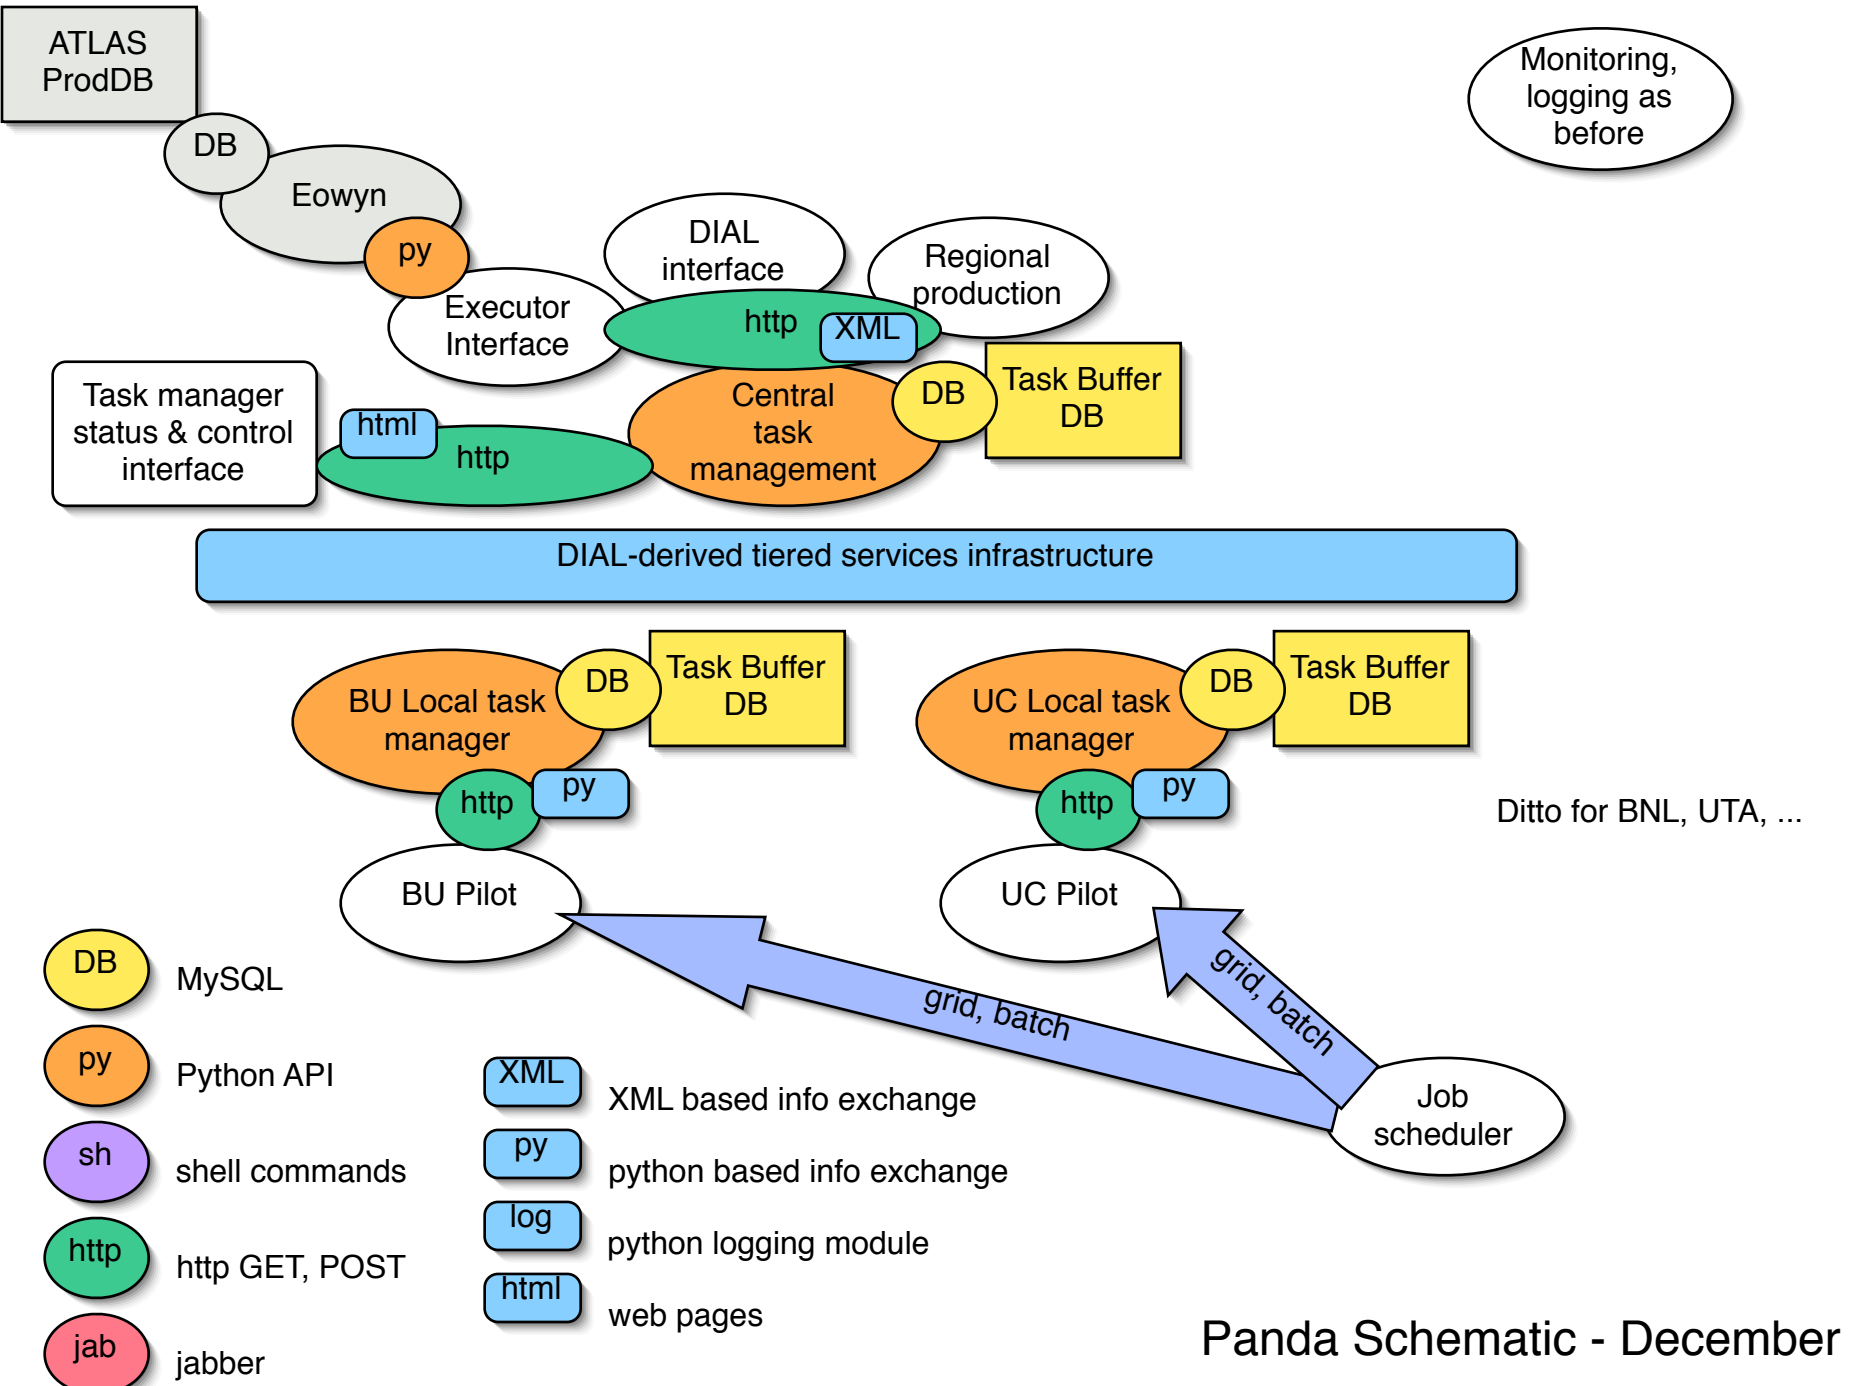 ATLAS
ProdDB
DB
Eowyn
py
Executor
Interface
DIAL
interface
Regional
production
http
XML
Monitoring,
logging as
before
Task manager
status & control
interface
html
http
Central
task
management
DB
Task Buffer
DB
DIAL-derived tiered services infrastructure
BU Local task
manager
DB
Task Buffer
DB
http
py
BU Pilot
UC Local task
manager
DB
Task Buffer
DB
http
py
UC Pilot
Ditto for BNL, UTA, ...
grid, batch
grid, batch
Job
scheduler
DB
MySQL
py
Python API
sh
shell commands
http
http GET, POST
jab
jabber
XML
XML based info exchange
py
python based info exchange
log
python logging module
html
web pages
Panda Schematic - December